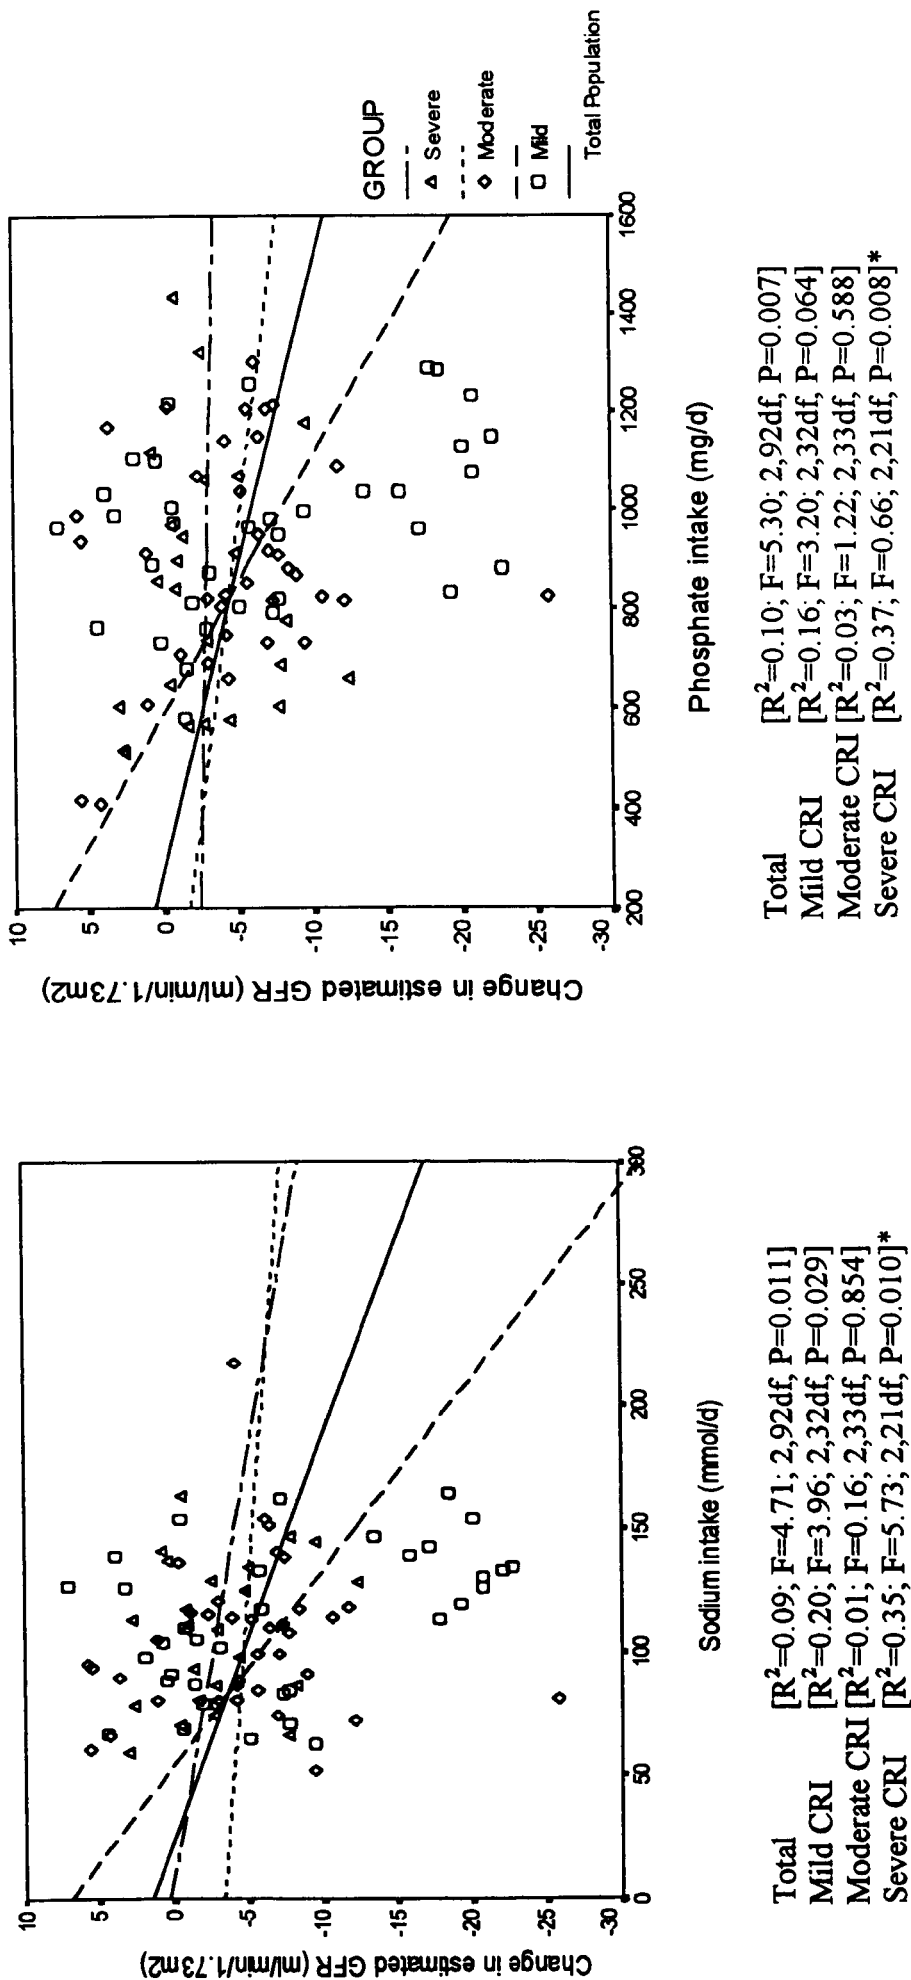 Change in estimated GFR (ml/min/1.73m2)
10
5
0
-5
-10
-15
-20
-25
-30
0
50
100
150
200
250
300
Sodium intake (mmol/d)
Total [R²=0.09; F=4.71; 2,92df, P=0.011]
Mild CRI [R²=0.20; F=3.96; 2,32df, P=0.029]
Moderate CRI [R²=0.01; F=0.16; 2,33df, P=0.854]
Severe CRI [R²=0.35; F=5.73; 2,21df, P=0.010]*
Change in estimated GFR (ml/min/1.73m2)
10
5
0
-5
-10
-15
-20
-25
-30
200
400
600
800
1000
1200
1400
1600
Phosphate intake (mg/d)
GROUP
Severe
Moderate
Mild
Total Population
Total [R²=0.10; F=5.30; 2,92df, P=0.007]
Mild CRI [R²=0.16; F=3.20; 2,32df, P=0.064]
Moderate CRI [R²=0.03; F=1.22; 2,33df, P=0.588]
Severe CRI [R²=0.37; F=0.66; 2,21df, P=0.008]*